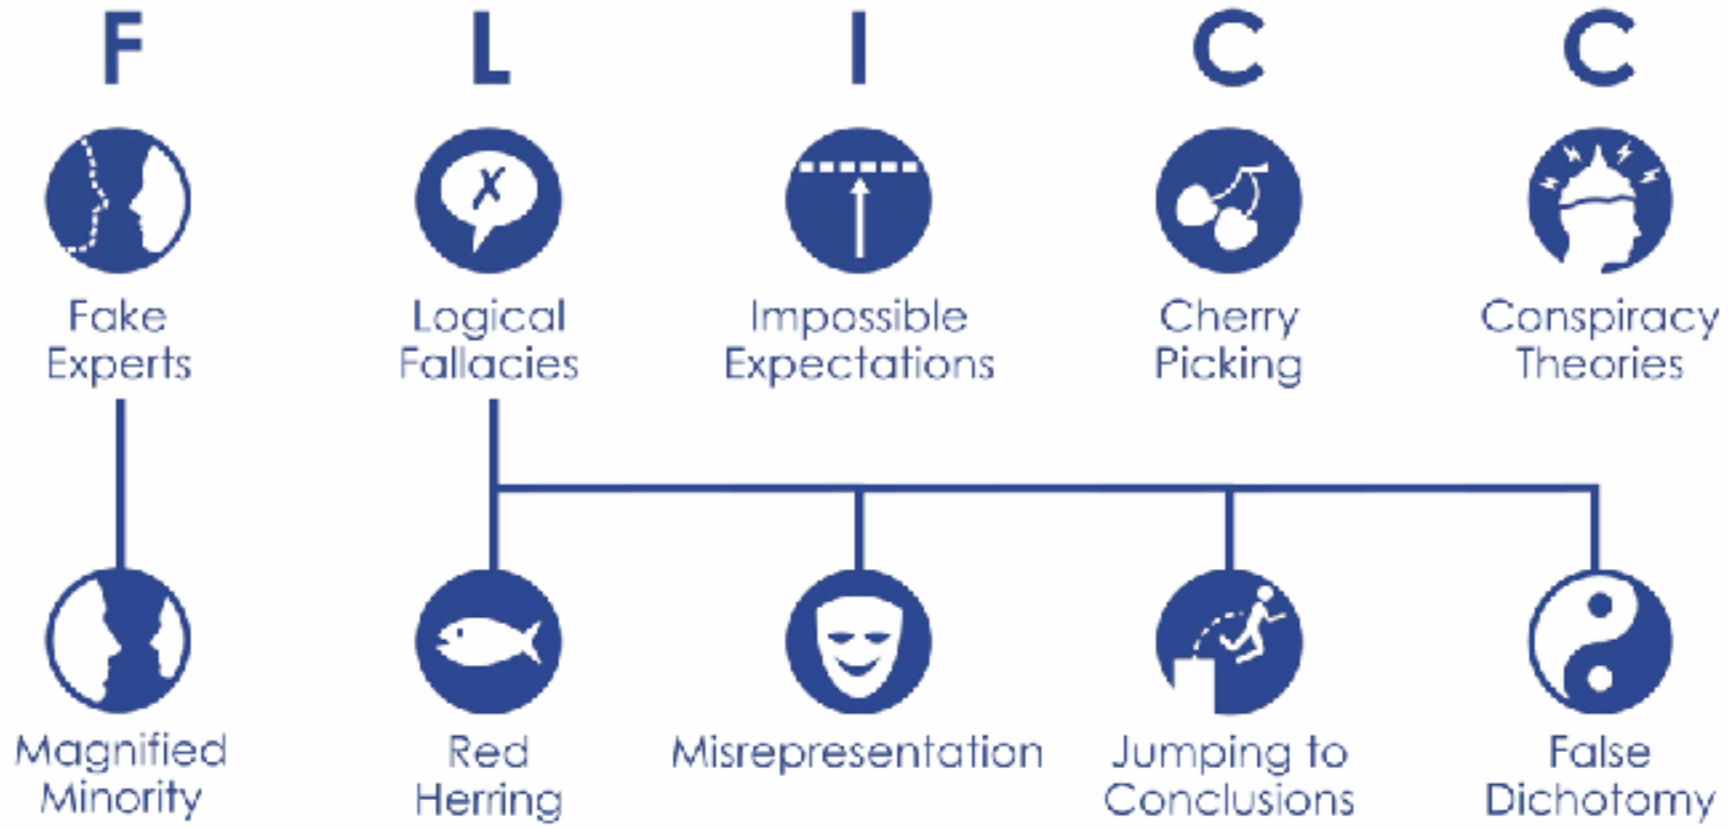 F L I C C
X
Fake Logical Impossible Cherry Conspiracy
Experts Fallacies Expectations Picking Theories
Magnified Red Misrepresentation Jumping to False
Minority Herring Conclusions Dichotomy